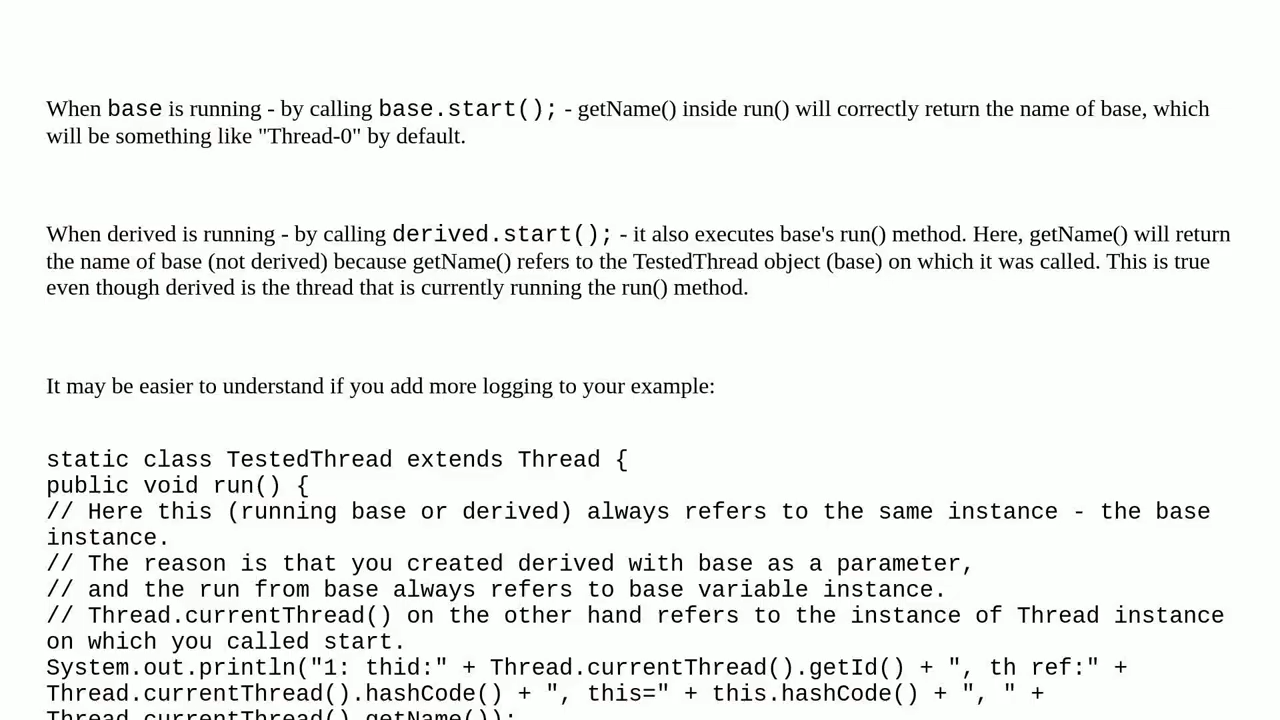 When base is running - by calling base.start(); - getName() inside run() will correctly return the name of base, which
will be something like "Thread-0" by default.
When derived is running - by calling derived.start(); - it also executes base's run() method. Here, getName() will return
the name of base (not derived) because getName() refers to the TestedThread object (base) on which it was called. This is true
even though derived is the thread that is currently running the run() method.
It may be easier to understand if you add more logging to your example:
static class TestedThread extends Thread {
public void run() {
// Here this (running base or derived) always refers to the same instance - the base
instance.
// The reason is that you created derived with base as a parameter,
// and the run from base always refers to base variable instance.
// Thread.currentThread() on the other hand refers to the instance of Thread instance
on which you called start.
System.out.println("1: thid:" + Thread.currentThread().getId() + ", th ref:" +
Thread.currentThread().hashCode() + ", this=" + this.hashCode() + ", " +
Thread.currentThread().getName());